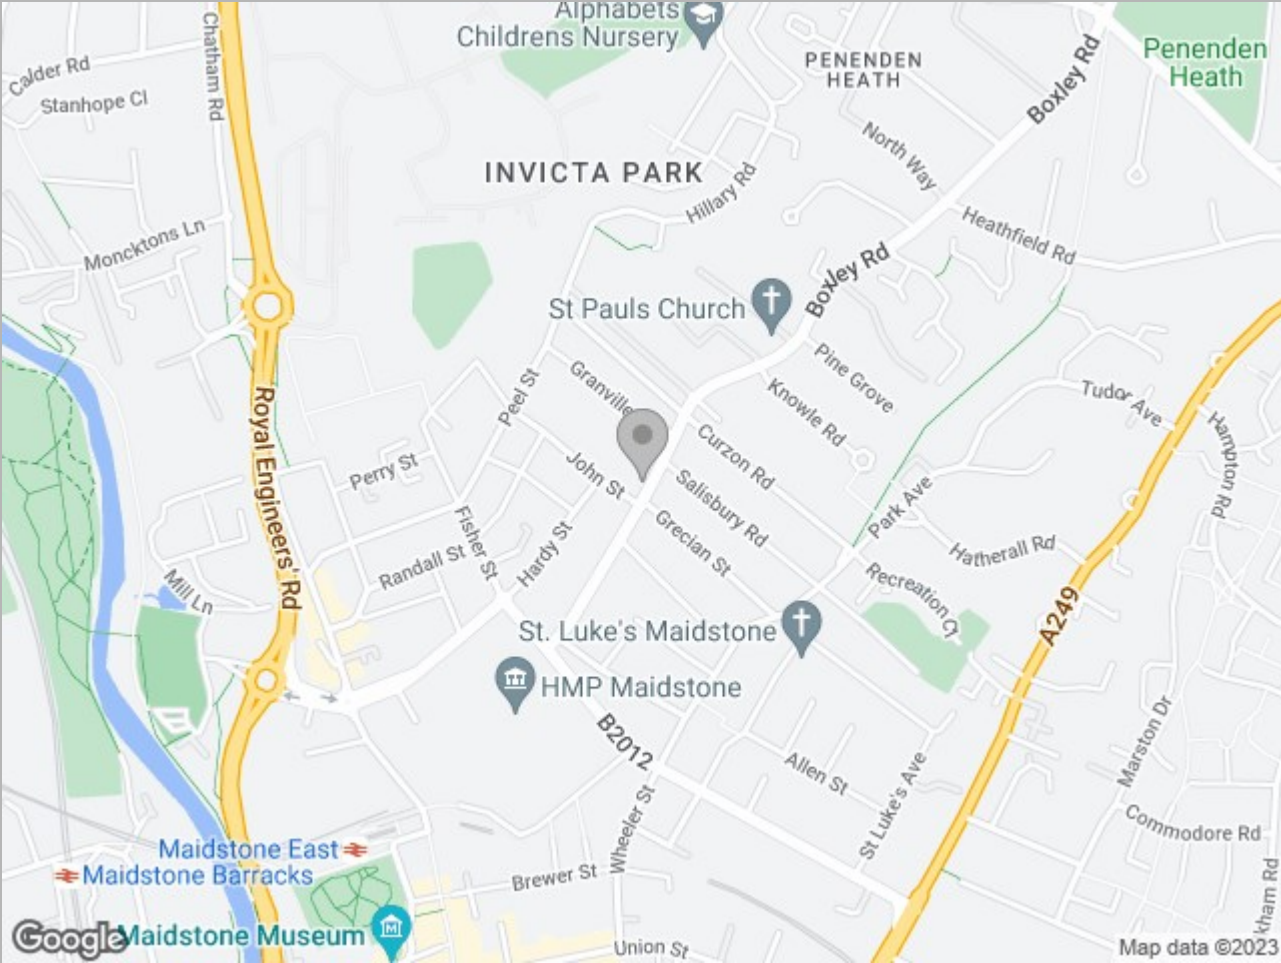 Alphabets
Childrens Nursery
PENENDEN
HEATH
Penenden
Heath
Chatham Rd
Calder Rd
Stanhope Cl
Boxley Rd
North Way
INVICTA PARK
Hillary Rd
Moncktons Ln
Heathfield Rd
Boxley Rd
St Pauls Church
Pine Grove
Granville
Peel St
Knowle Rd
Tudor Ave
Hampton Rd
Royal Engineers' Rd
Perry St
John St
Curzon Rd
Salisbury Rd
Park Ave
Fisher St
Hardy St
Grecian St
Hatherall Rd
Randall St
Mill Ln
Recreation Ct
A249
St. Luke's Maidstone
HMP Maidstone
B2012
Marston Dr
Allen St
St Luke's Ave
Wheeler St
Commodore Rd
Maidstone East
Maidstone Barracks
Brewer St
kham Rd
Google
Maidstone Museum
Union St
Map data ©2023